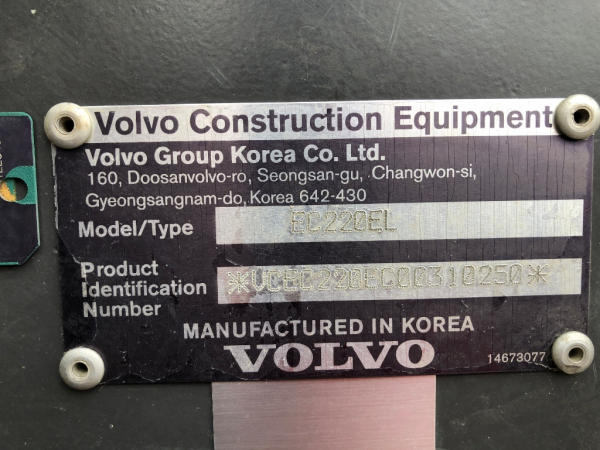 Volvo Construction Equipment
Volvo Group Korea Co. Ltd.
160, Doosanvolvo-ro, Seongsan-gu, Changwon-si,
Gyeongsangnam-do, Korea 642-430
Model/Type EC220EL
Product
Identification
Number
*VCEC220EC00310250*
MANUFACTURED IN KOREA
VOLVO
14673077